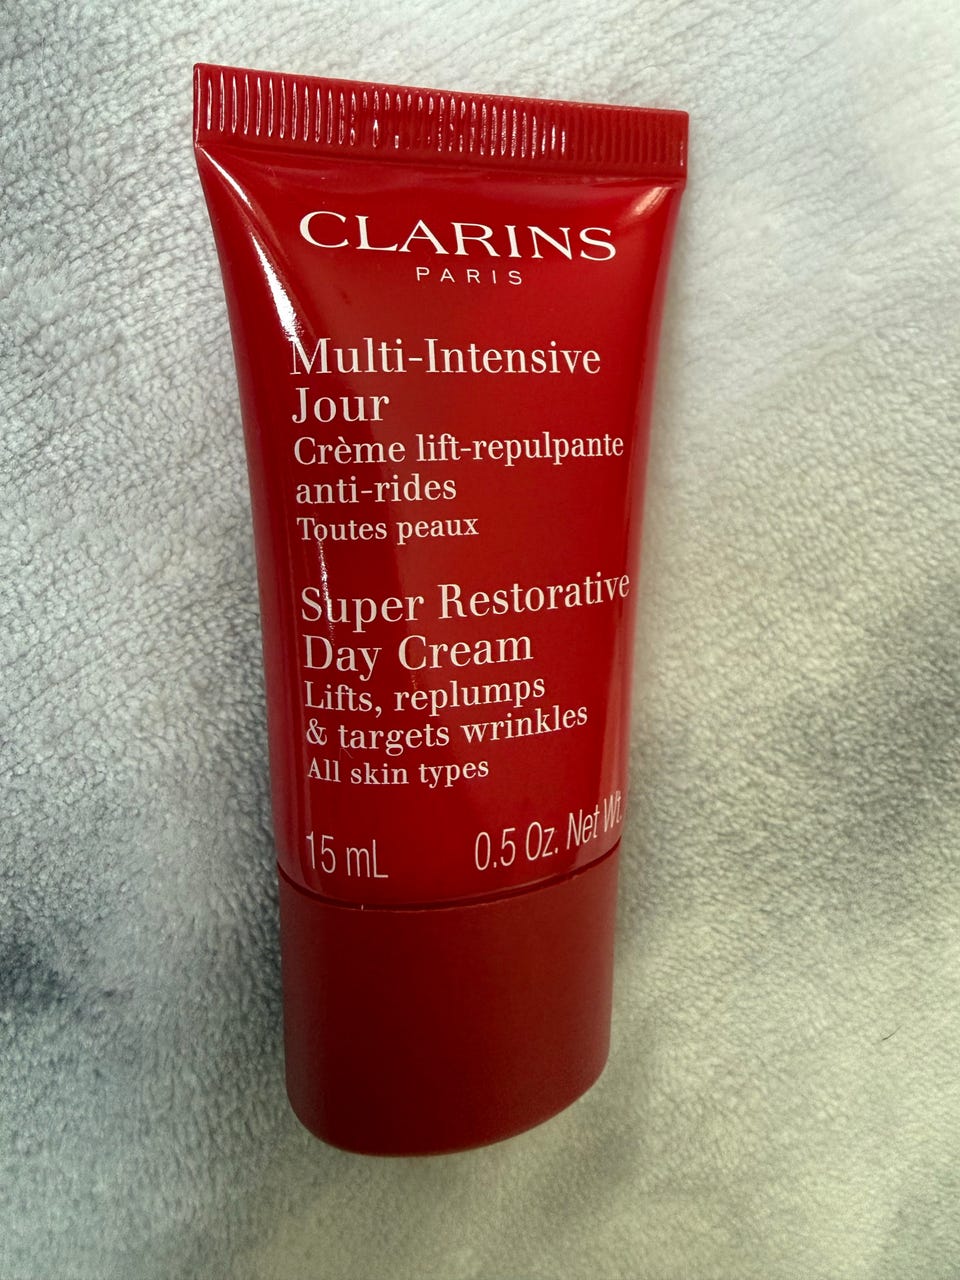 CLARINS
PARIS
Multi-Intensive
Jour
Crème lift-repulpante
anti-rides
Toutes peaux
Super Restorative
Day Cream
Lifts, replumps
& targets wrinkles
All skin types
15 mL 0.5 Oz. Net Wt.